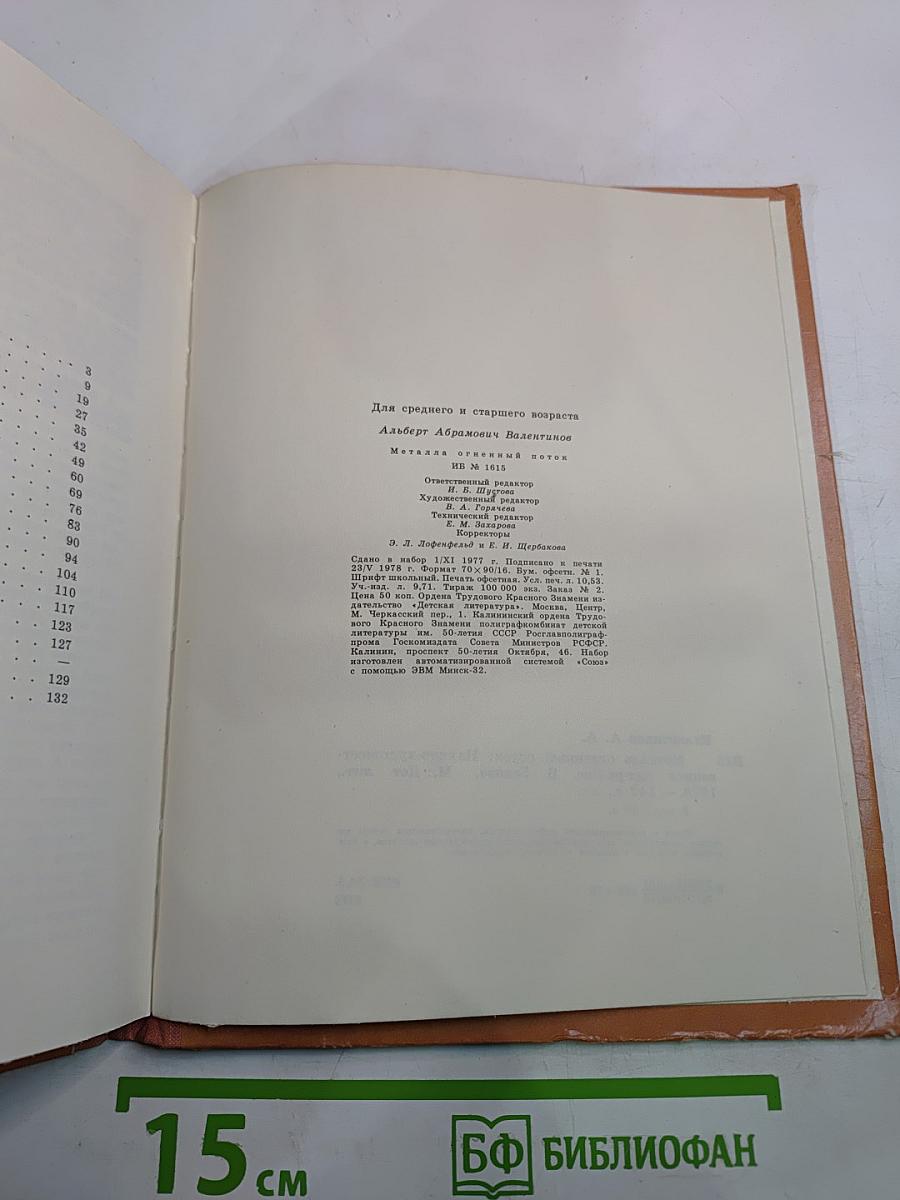 3
9
19
27
35
42
49
60
69
76
83
90
94
104
110
117
123
127
—
129
132
Для среднего и старшего возраста
Альберт Абрамович Валентинов
Металла огненный поток
ИБ № 1615
Ответственный редактор
И. Б. Шустова
Художественный редактор
В. А. Горячева
Технический редактор
Е. М. Захарова
Корректоры
Э. Л. Лофенфельд и Е. И. Щербакова
Сдано в набор 1/XI 1977 г. Подписано к печати
23/V 1978 г. Формат 70×90/16. Бум. офсетн. № 1.
Шрифт школьный. Печать офсетная. Усл. печ. л. 10,53.
Уч.-изд. л. 9,71. Тираж 100 000 экз. Заказ № 2.
Цена 50 коп. Ордена Трудового Красного Знамени из-
дательство «Детская литература». Москва, Центр,
М. Черкасский пер., 1. Калининский ордена Трудо-
вого Красного Знамени полиграфкомбинат детской
литературы им. 50-летия СССР Росглавполиграф-
прома Госкомиздата Совета Министров РСФСР.
Калинин, проспект 50-летия Октября, 46. Набор
изготовлен автоматизированной системой «Союз»
с помощью ЭВМ Минск-32.
15 см
БФ БИБЛИОФАН